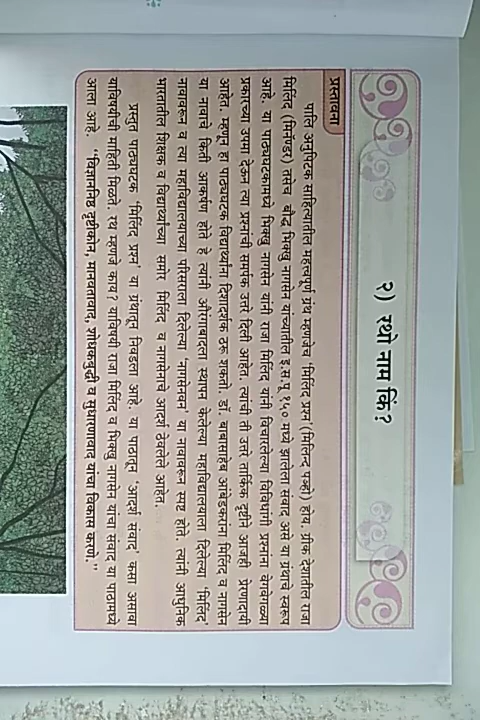 २) रथो नाम किं?
प्रस्तावना
पालि अनुपिटक साहित्यातील महत्त्वपूर्ण ग्रंथ म्हणजेच 'मिलिंद प्रश्न' (मिलिन्द पञ्हो) होय. ग्रीक देशातील राजा
मिलिंद (मिनॅण्डर) तसेच बौद्ध भिक्खु नागसेन यांच्यातील इ.स.पू १५० मध्ये झालेला संवाद असे या ग्रंथाचे स्वरूप
आहे. या पाठ्यघटकामध्ये भिक्खु नागसेन यांनी राजा मिलिंद यांनी विचारलेल्या विविधांगी प्रश्नांना वेगवेगळ्या
प्रकारच्या उपमा देऊन त्या प्रश्नांची समर्पक उत्तरे दिली आहेत. त्यांची ती उत्तरे तार्किक दृष्टीने आजही प्रेरणादायी
आहेत. म्हणून हा पाठ्यघटक विद्यार्थ्यांना दिशादर्शक ठरू शकतो. डॉ. बाबासाहेब आंबेडकरांना मिलिंद व नागसेन
या नावाचे किती आकर्षण होते हे त्यांनी औरंगाबादला स्थापन केलेल्या महाविद्यालयाला दिलेल्या 'मिलिंद'
नावावरून व त्या महाविद्यालयाच्या परिसराला दिलेल्या 'नागसेनवन' या नावावरून स्पष्ट होते. त्यांनी आधुनिक
भारतातील शिक्षक व विद्यार्थ्यांच्या समोर मिलिंद व नागसेनचे आदर्श ठेवलेले आहेत.
प्रस्तुत पाठ्यघटक 'मिलिंद प्रश्न' या ग्रंथातून निवडला आहे. या पाठातून 'आदर्श संवाद' कसा असावा
याविषयीची माहिती मिळते. रथ म्हणजे काय? याविषयी राजा मिलिंद व भिक्खु नागसेन यांचा संवाद या पाठामध्ये
आला आहे. "विज्ञाननिष्ठ दृष्टीकोन, मानवतावाद, शोधकबुद्धी व सुधारणावाद यांचा विकास करणे."